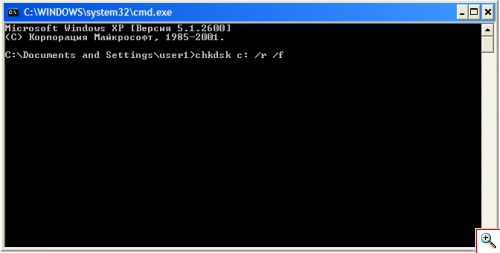 C:\WINDOWS\system32\cmd.exe
Microsoft Windows XP [Версия 5.1.2600]
(С) Корпорация Майкрософт, 1985-2001.
C:\Documents and Settings\user1>chkdsk c: /r /f